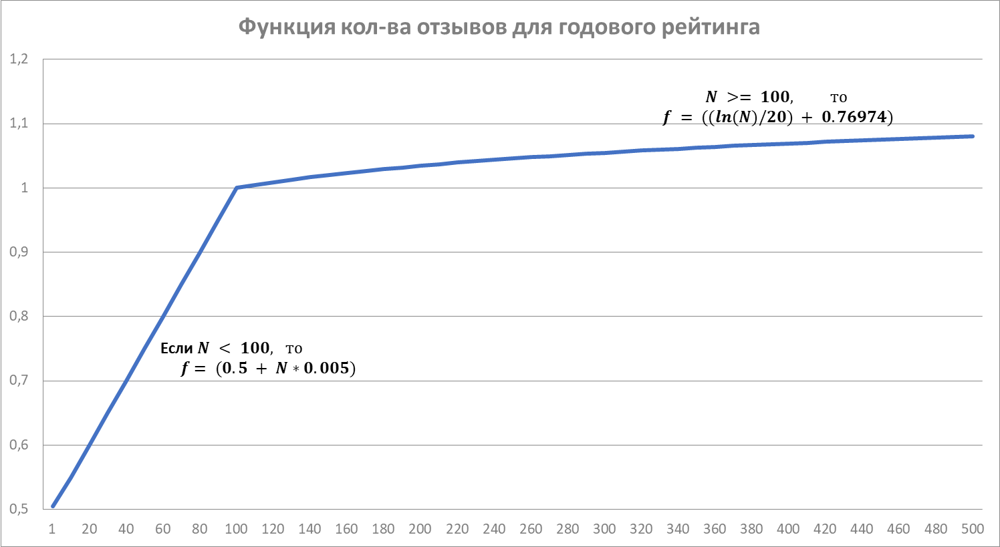 Функция кол-ва отзывов для годового рейтинга
1,2
N >= 100, то
f = ((ln(N)/20) + 0.76974)
1,1
1
0,9
0,8
Если N < 100, то
f = (0.5 + N * 0.005)
0,7
0,6
0,5
1 20 40 60 80 100 120 140 160 180 200 220 240 260 280 300 320 340 360 380 400 420 440 460 480 500